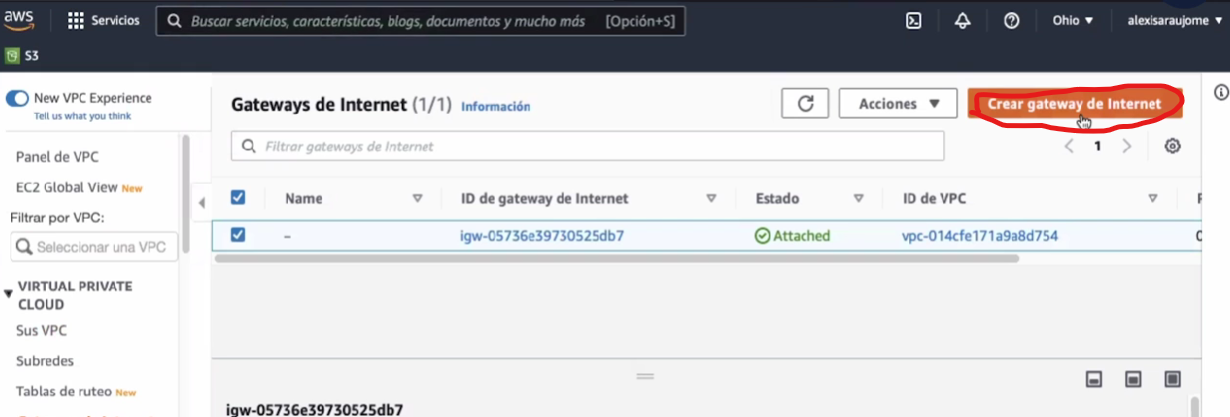 aws Servicios Buscar servicios, características, blogs, documentos y mucho más [Opción+S] Ohio ▼ alexisaraujome ▼
S3
New VPC Experience
Tell us what you think
Panel de VPC
EC2 Global View New
Filtrar por VPC:
Seleccionar una VPC
VIRTUAL PRIVATE
CLOUD
Sus VPC
Subredes
Tablas de ruteo New
Gateways de Internet (1/1) Información
Acciones ▼ Crear gateway de Internet
Filtrar gateways de Internet
< 1 >
Name ID de gateway de Internet Estado ID de VPC
– igw-05736e39730525db7 Attached vpc-014cfe171a9a8d754
igw-05736e39730525db7